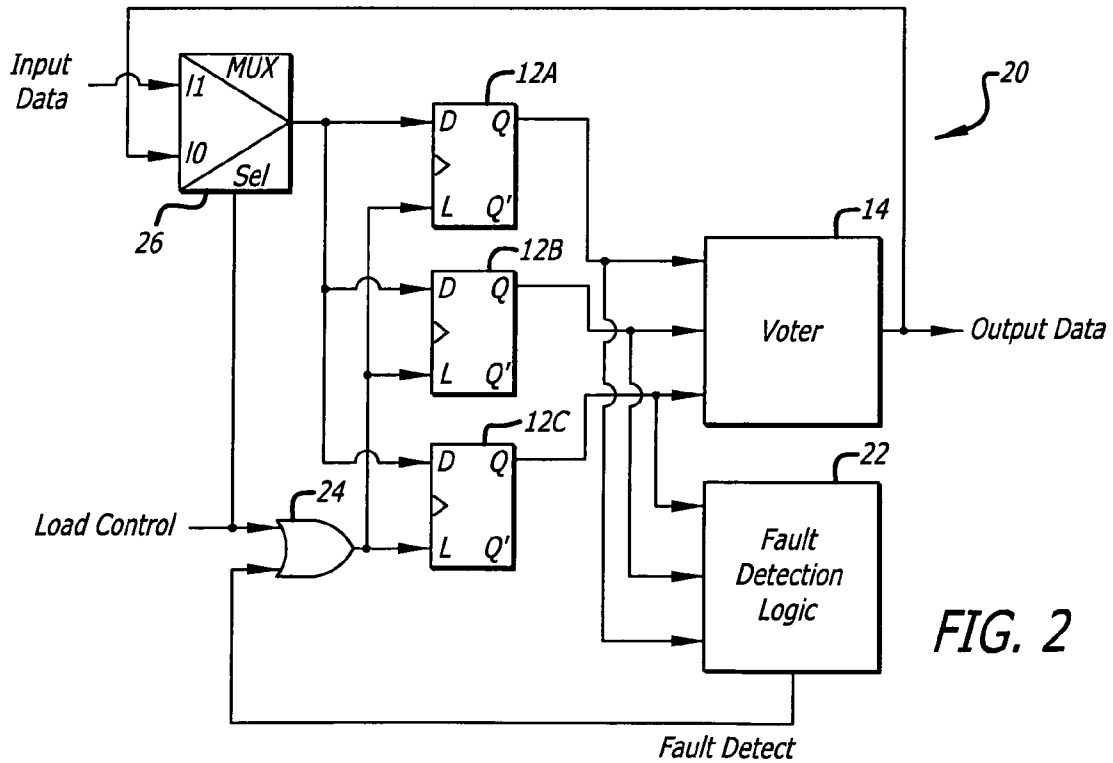 Input
Data
I1
MUX
I0
Sel
26
12A
D Q
L Q'
12B
D Q
L Q'
12C
D Q
L Q'
20
14
Voter
Output Data
Load Control
24
22
Fault
Detection
Logic
FIG. 2
Fault Detect